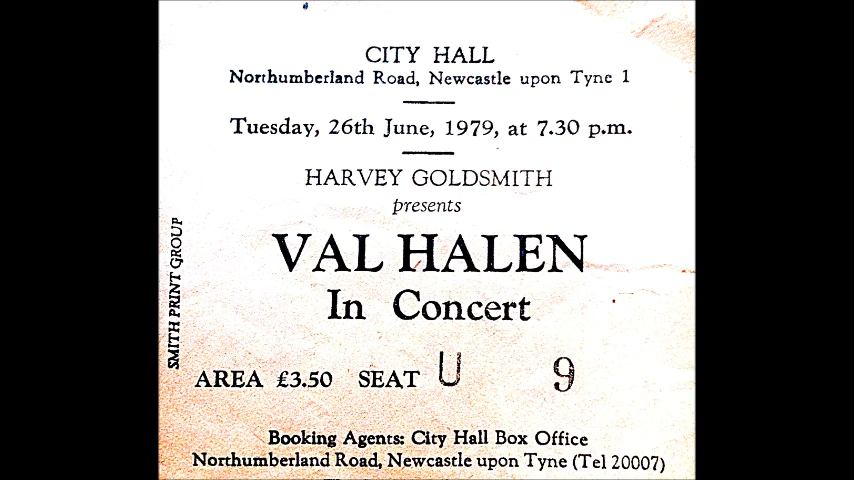 CITY HALL
Northumberland Road, Newcastle upon Tyne 1
Tuesday, 26th June, 1979, at 7.30 p.m.
HARVEY GOLDSMITH
presents
VAL HALEN
In Concert
SMITH PRINT GROUP
AREA £3.50 SEAT U 9
Booking Agents: City Hall Box Office
Northumberland Road, Newcastle upon Tyne (Tel 20007)